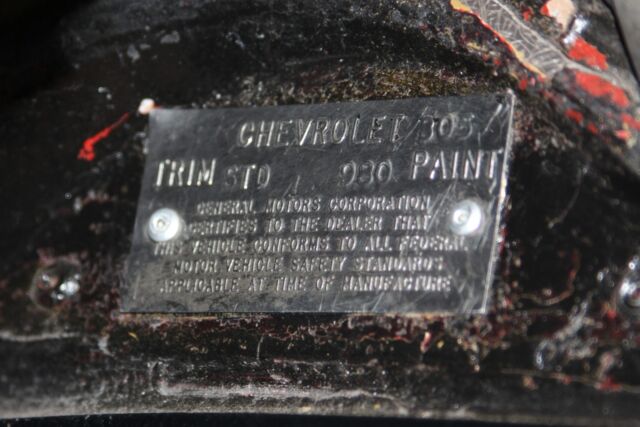 CHEVROLET 305
TRIM STD 980 PAINT
GENERAL MOTORS CORPORATION
CERTIFIES TO THE DEALER THAT
THIS VEHICLE CONFORMS TO ALL FEDERAL
MOTOR VEHICLE SAFETY STANDARDS
APPLICABLE AT TIME OF MANUFACTURE